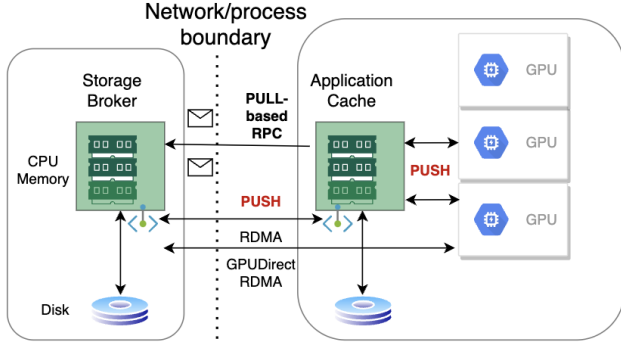 Network/process
boundary
Storage
Broker
Application
Cache
PULL-
based
RPC
CPU
Memory
GPU
GPU
PUSH
PUSH
GPU
RDMA
GPUDirect
RDMA
Disk